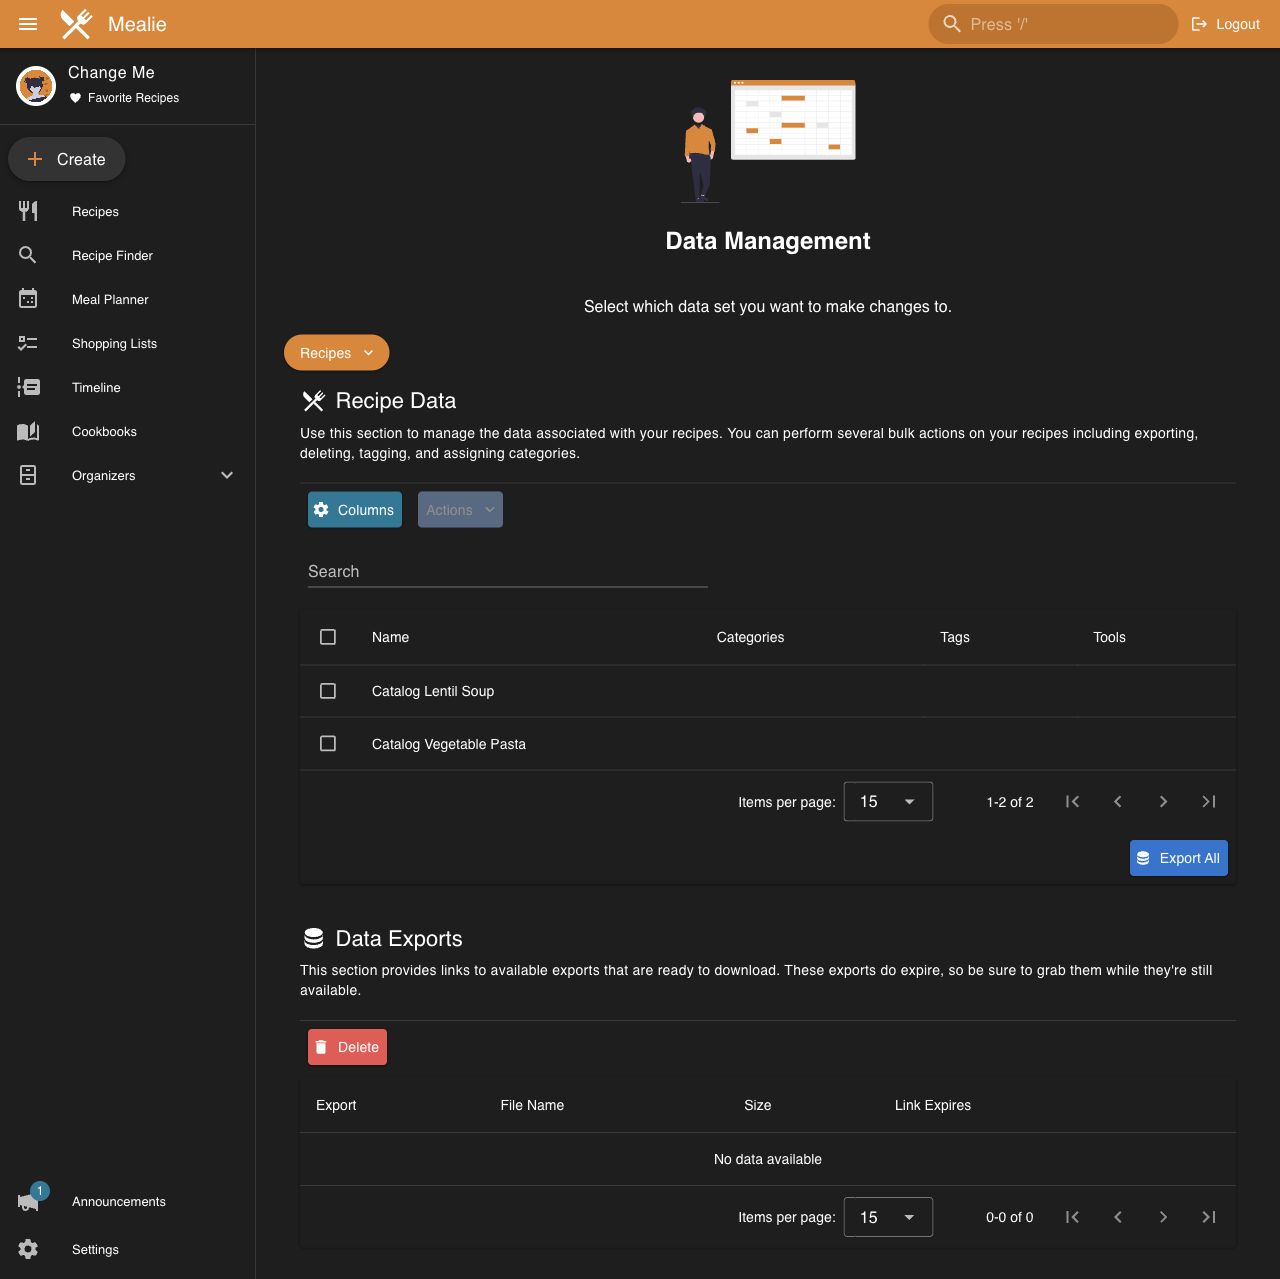 Mealie
Press '/'
Logout
Change Me
Favorite Recipes
Create
Recipes
Recipe Finder
Meal Planner
Shopping Lists
Timeline
Cookbooks
Organizers
1
Announcements
Settings
Data Management
Select which data set you want to make changes to.
Recipes
Recipe Data
Use this section to manage the data associated with your recipes. You can perform several bulk actions on your recipes including exporting,
deleting, tagging, and assigning categories.
Columns
Actions
Search
Name Categories Tags Tools
Catalog Lentil Soup
Catalog Vegetable Pasta
Items per page: 15 1-2 of 2
Export All
Data Exports
This section provides links to available exports that are ready to download. These exports do expire, so be sure to grab them while they're still
available.
Delete
Export File Name Size Link Expires
No data available
Items per page: 15 0-0 of 0